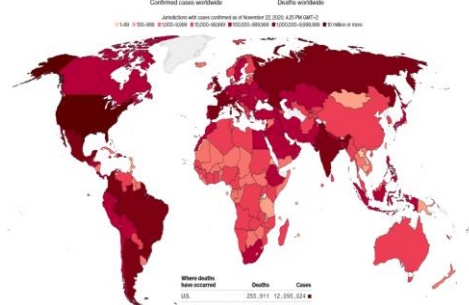 Confirmed cases worldwide Deaths worldwide
Jurisdictions with cases confirmed as of November 22, 2020, 4:25 PM GMT+2
1–99 100–999 1,000–9,999 10,000–99,999 100,000–999,999 1,000,000–9,999,999 10 million or more
Where deaths
have occurred Deaths Cases
U.S. 255,911 12,095,024